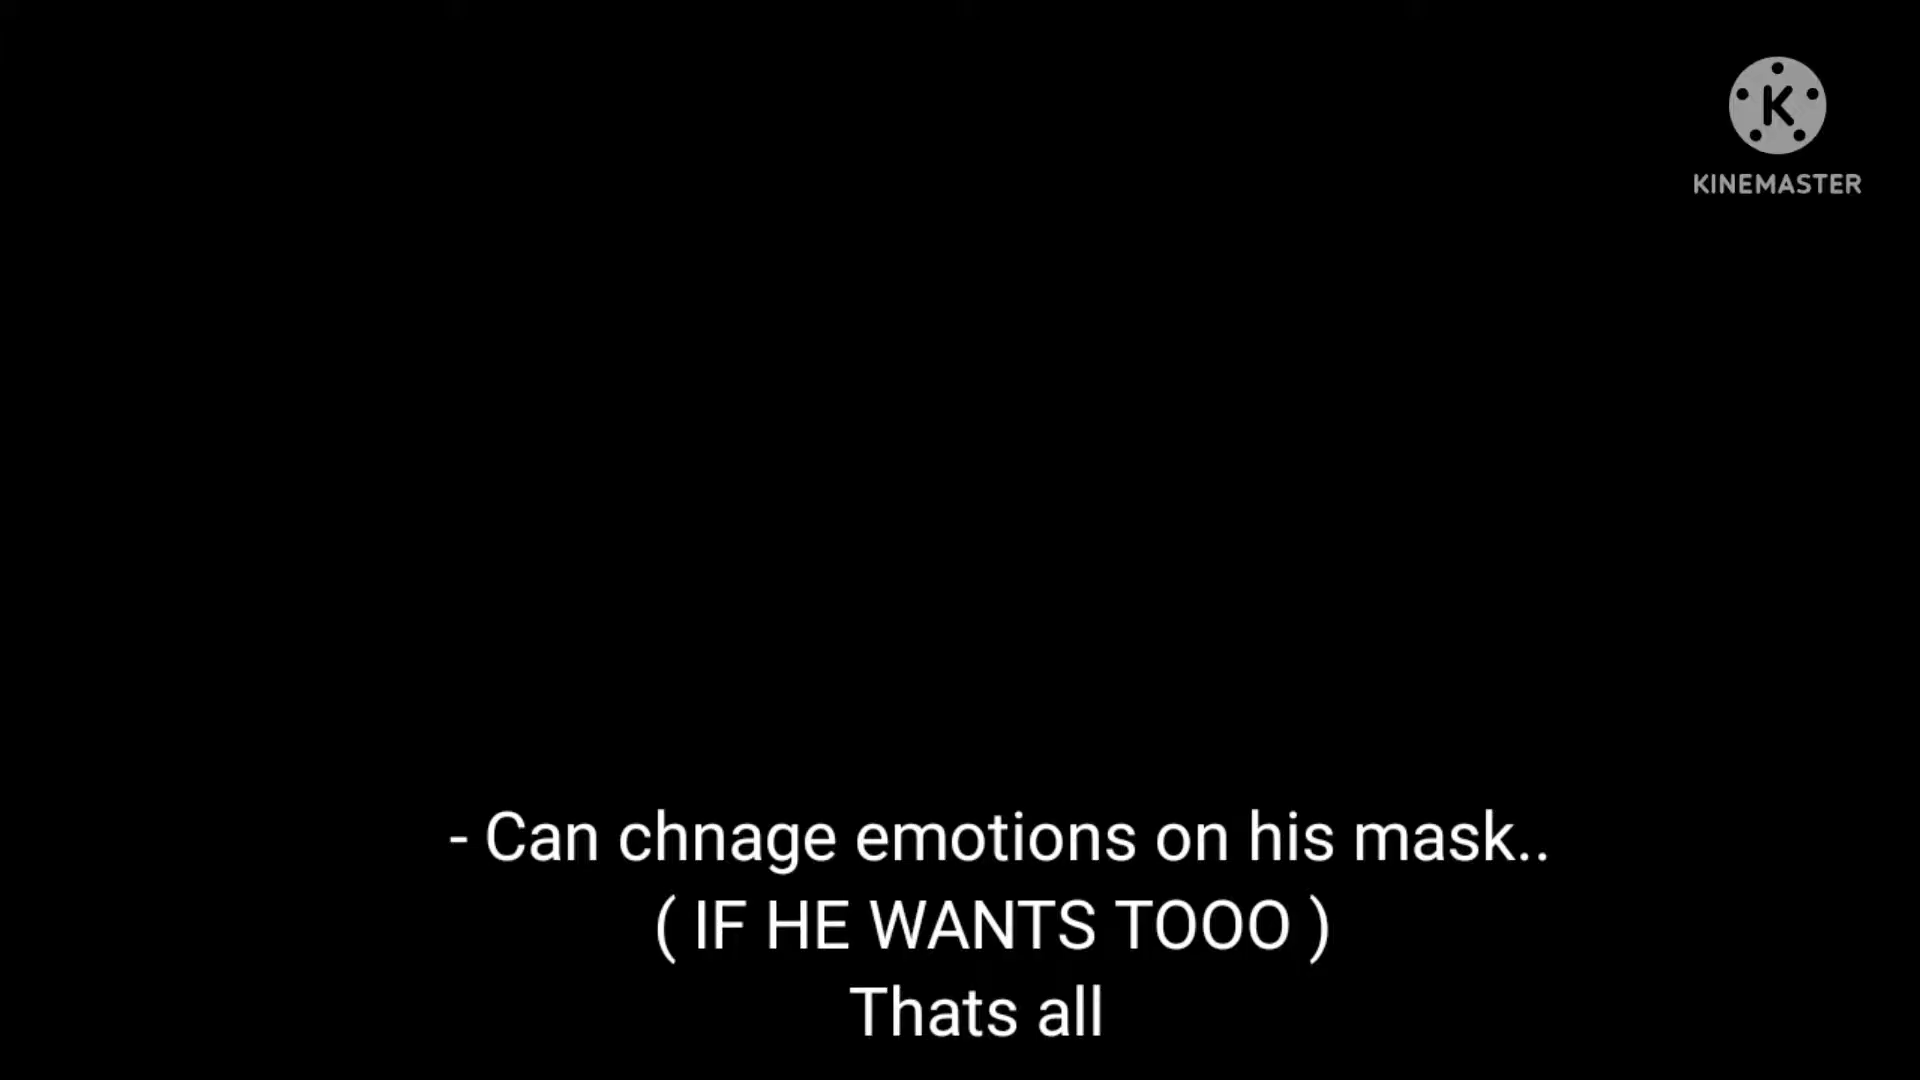 K
KINEMASTER
- Can chnage emotions on his mask..
( IF HE WANTS TOOO )
Thats all